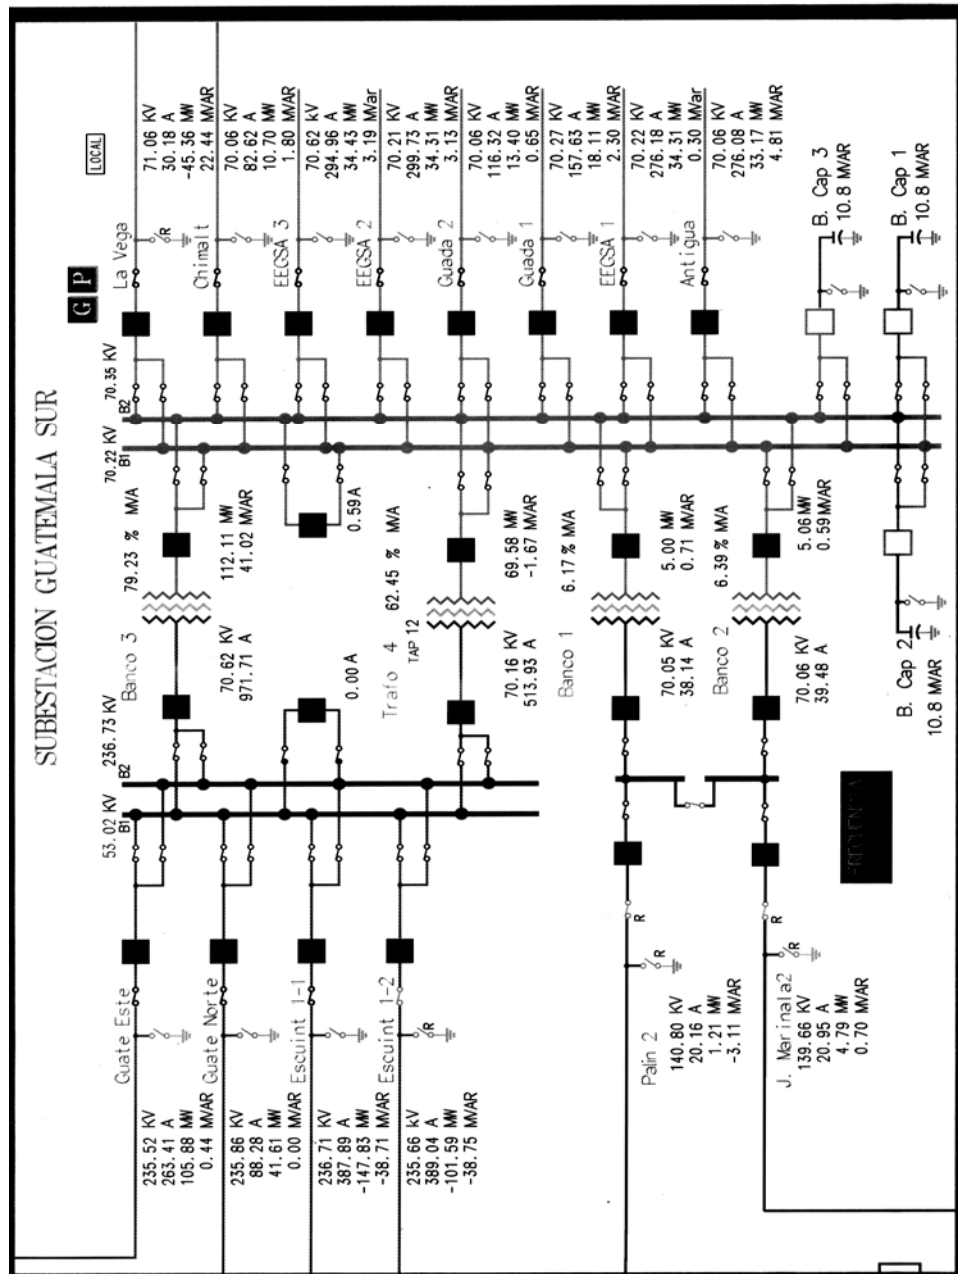 SUBESTACION GUATEMALA SUR
G P
LOCAL
La Vega
71.06 KV
30.18 A
-45.36 MW
22.44 MVAR
R
Chimalt
70.06 KV
82.62 A
10.70 MW
1.80 MVAR
EEGSA 3
70.62 kV
294.96 A
34.43 MW
3.19 MVar
EEGSA 2
70.21 KV
299.73 A
34.31 MW
3.13 MVAR
Guada 2
70.06 KV
116.32 A
13.40 MW
0.65 MVAR
Guada 1
70.27 KV
157.63 A
18.11 MW
2.30 MVAR
EEGSA 1
70.22 KV
276.18 A
34.31 MW
0.30 MVar
Antigua
70.06 KV
276.08 A
33.17 MW
4.81 MVAR
B. Cap 3
10.8 MVAR
B. Cap 1
10.8 MVAR
70.35 KV
B2
70.22 KV
B1
79.23 % MVA
112.11 MW
41.02 MVAR
0.59 A
62.45 % MVA
69.58 MW
-1.67 MVAR
6.17 % MVA
5.00 MW
0.71 MVAR
6.39 % MVA
5.06 MW
0.59 MVAR
Banco 3
70.62 KV
971.71 A
0.00 A
Trafo 4
TAP 12
70.16 KV
513.93 A
Banco 1
70.05 KV
38.14 A
Banco 2
70.06 KV
39.48 A
B. Cap 2
10.8 MVAR
236.73 KV
B2
53.02 KV
B1
Guate Este
235.52 KV
263.41 A
105.88 MW
0.44 MVAR
Guate Norte
235.86 KV
88.28 A
41.61 MW
0.00 MVAR
Escuint 1-1
236.71 KV
387.89 A
-147.83 MW
-38.71 MVAR
Escuint 1-2
R
235.66 KV
389.04 A
-101.59 MW
-38.75 MVAR
R
R
Palin 2
140.80 KV
20.16 A
1.21 MW
-3.11 MVAR
R
R
J. Marinala2
139.66 KV
20.95 A
4.79 MW
0.70 MVAR